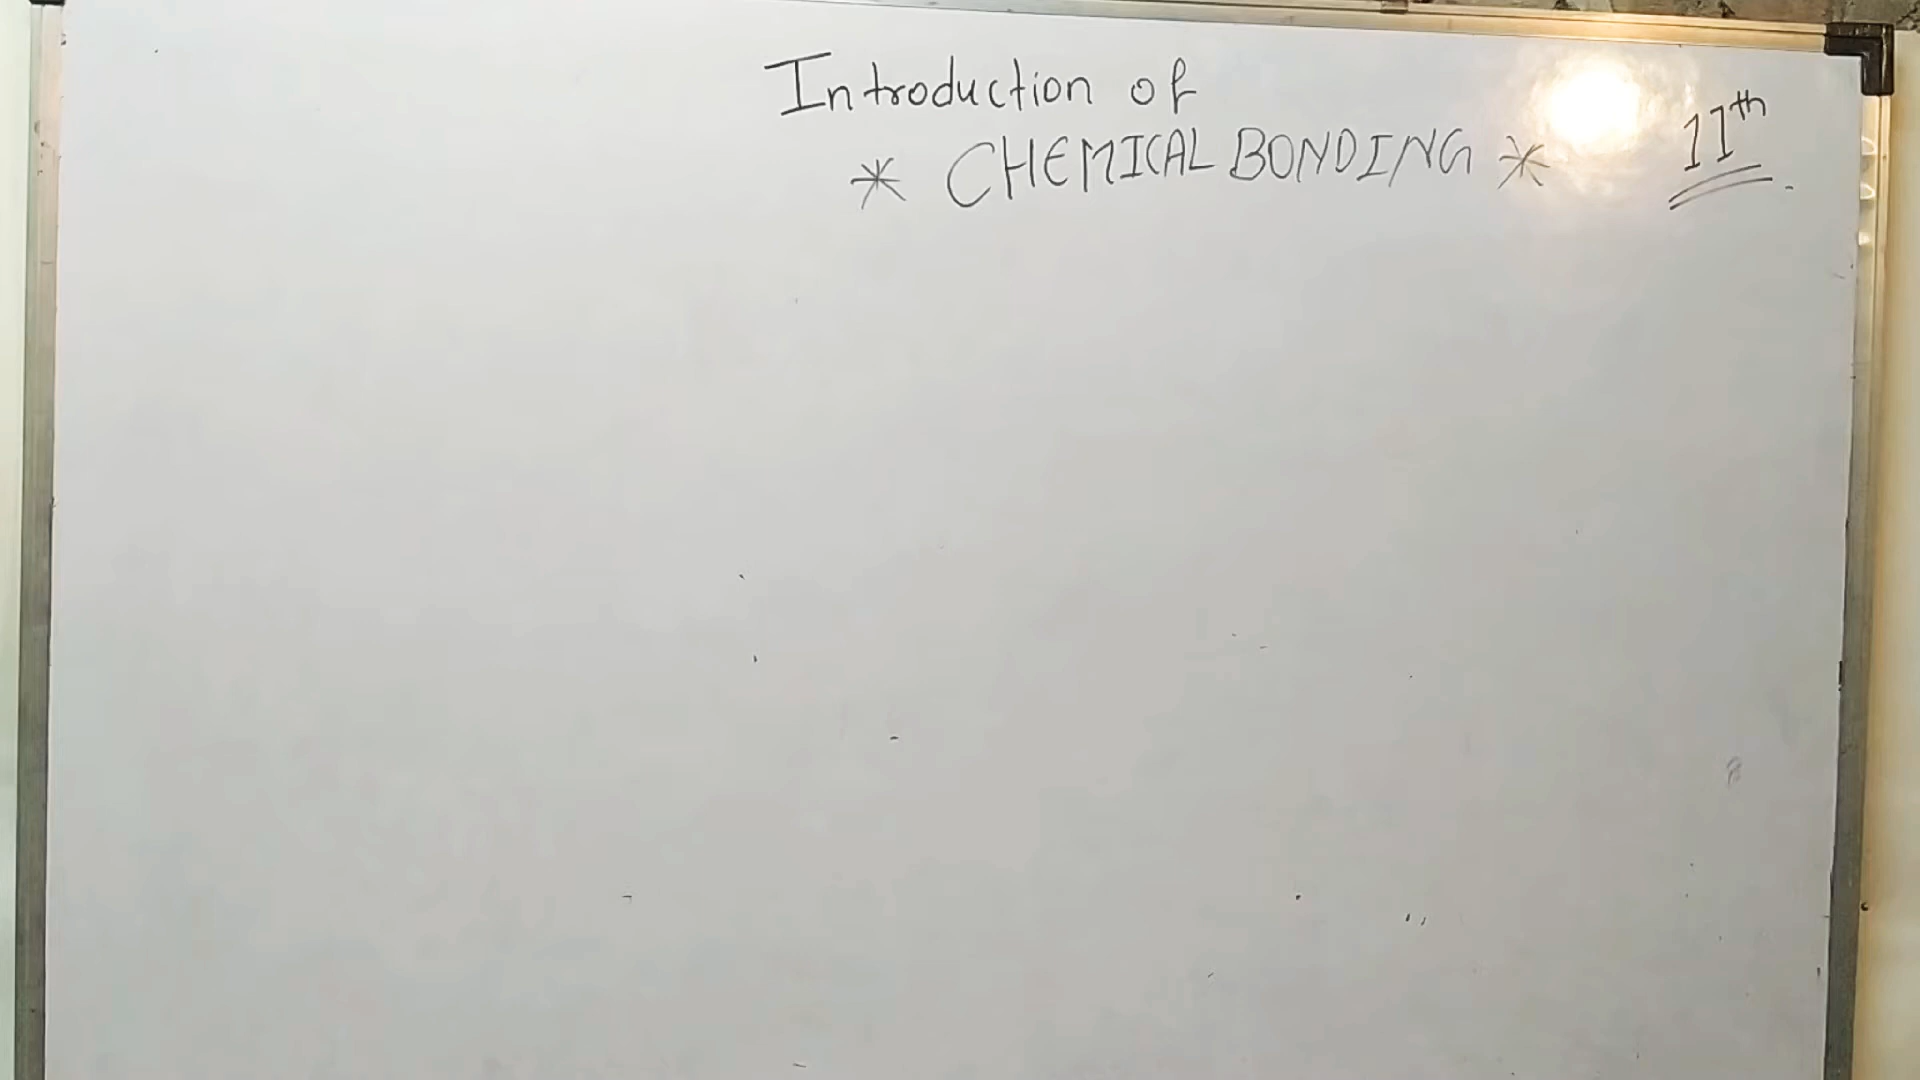 Introduction of
* CHEMICAL BONDING *
11th